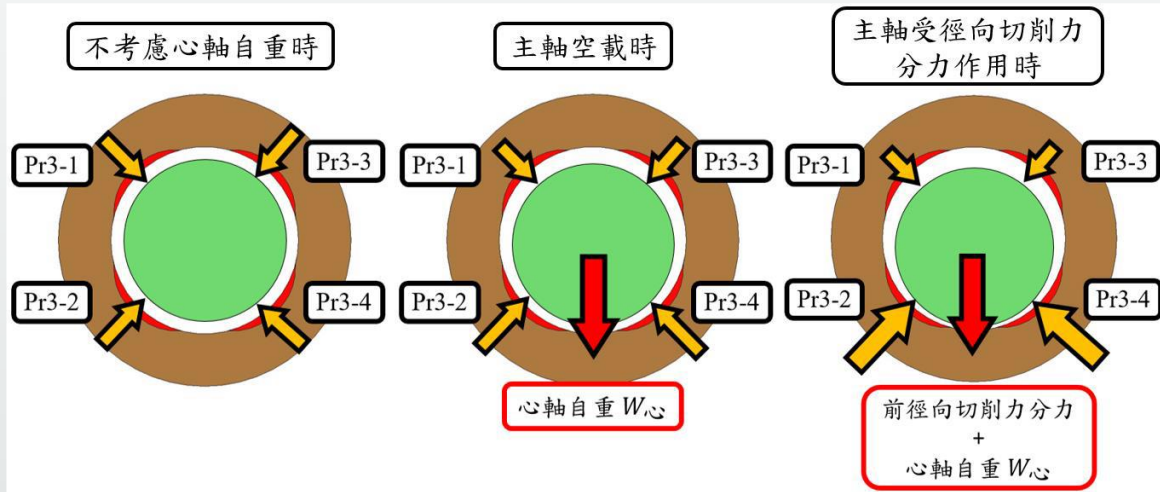 不考慮心軸自重時
Pr3-1
Pr3-3
Pr3-2
Pr3-4
主軸空載時
Pr3-1
Pr3-3
Pr3-2
Pr3-4
心軸自重W心
主軸受徑向切削力
分力作用時
Pr3-1
Pr3-3
Pr3-2
Pr3-4
前徑向切削力分力
+
心軸自重W心